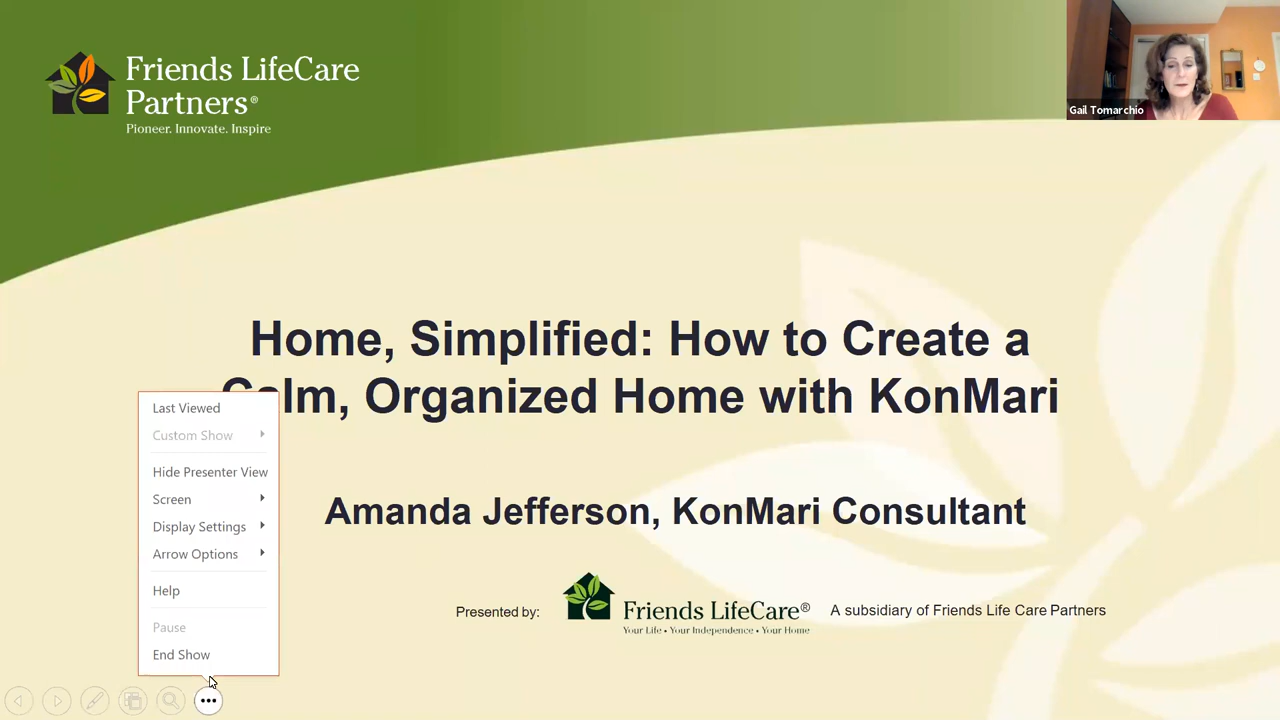 Friends LifeCare
Partners®
Pioneer. Innovate. Inspire
Gail Tomarchio
Home, Simplified: How to Create a
Calm, Organized Home with KonMari
Amanda Jefferson, KonMari Consultant
Presented by:
Friends LifeCare®
Your Life • Your Independence • Your Home
A subsidiary of Friends Life Care Partners
Last Viewed
Custom Show
Hide Presenter View
Screen
Display Settings
Arrow Options
Help
Pause
End Show